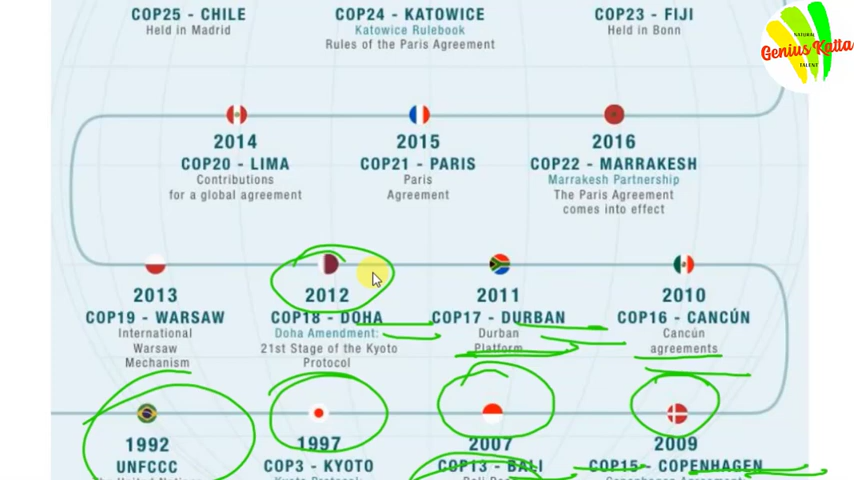 COP25 - CHILE
Held in Madrid
COP24 - KATOWICE
Katowice Rulebook
Rules of the Paris Agreement
COP23 - FIJI
Held in Bonn
NATURAL
Genius Katta
TALENT
2014
COP20 - LIMA
Contributions
for a global agreement
2015
COP21 - PARIS
Paris
Agreement
2016
COP22 - MARRAKESH
Marrakesh Partnership
The Paris Agreement
comes into effect
2013
COP19 - WARSAW
International
Warsaw
Mechanism
2012
COP18 - DOHA
Doha Amendment:
21st Stage of the Kyoto
Protocol
2011
COP17 - DURBAN
Durban
Platform
2010
COP16 - CANCÚN
Cancún
agreements
1992
UNFCCC
1997
COP3 - KYOTO
2007
COP13 - BALI
2009
COP15- COPENHAGEN